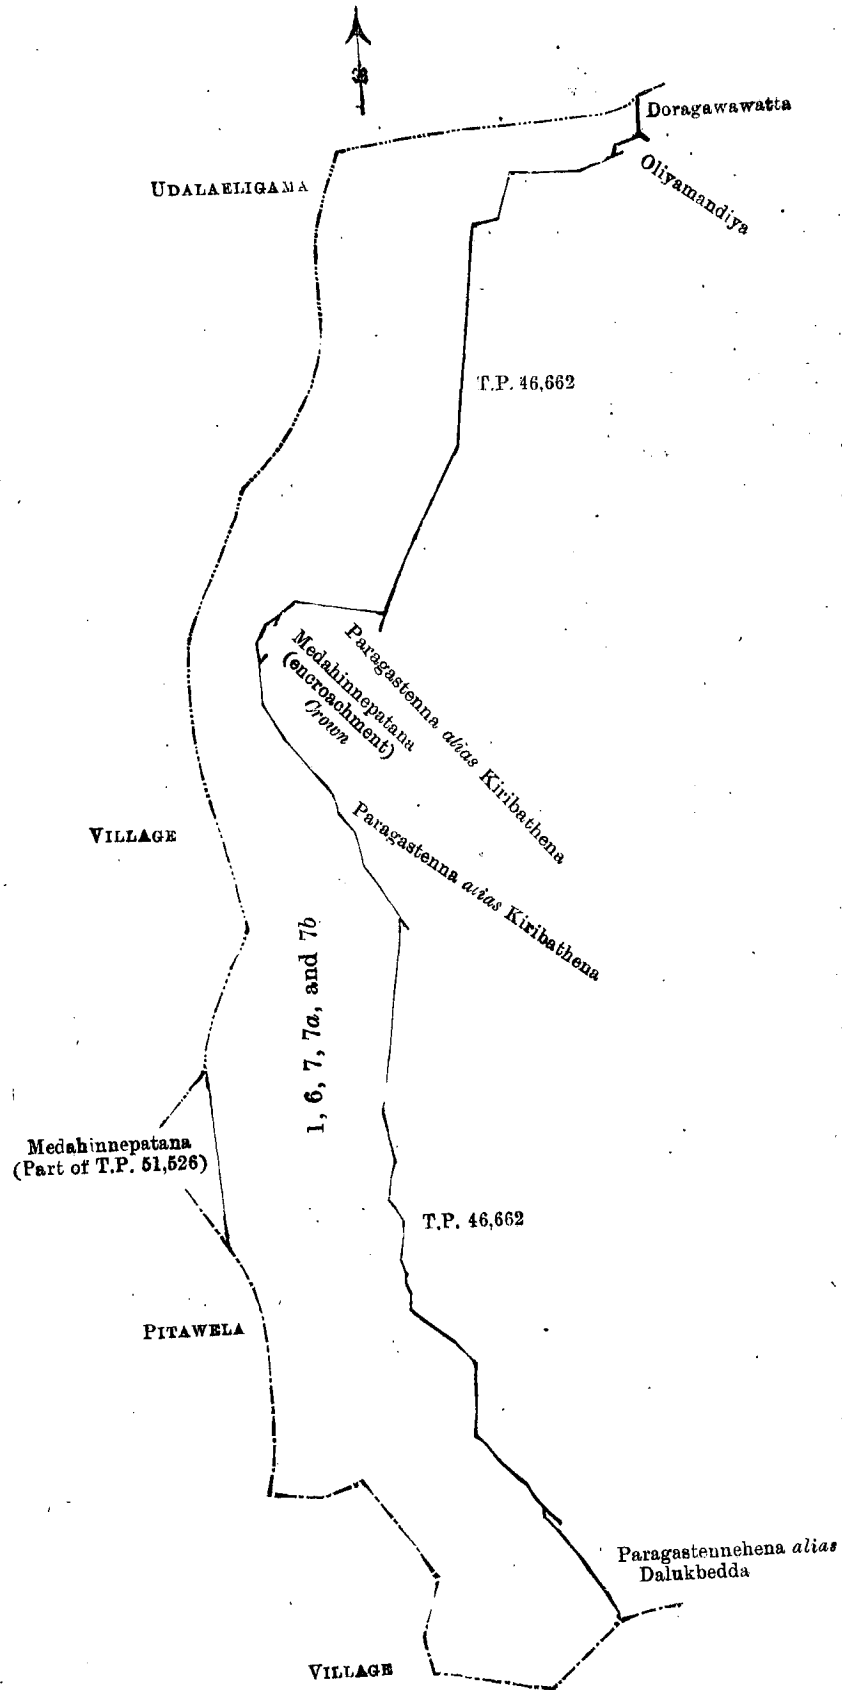 Doragawawatta
Oliyamandiya
UDALAELIGAMA
T.P. 46,662
Paragastenna alias Kiribathena
Medahinnepatana
(encroachment)
Crown
VILLAGE
Paragastenna alias Kiribathena
1, 6, 7, 7a, and 7b
Medahinnepatana
(Part of T.P. 51,526)
T.P. 46,662
PITAWELA
Paragastennehena alias
Dalukbedda
VILLAGE